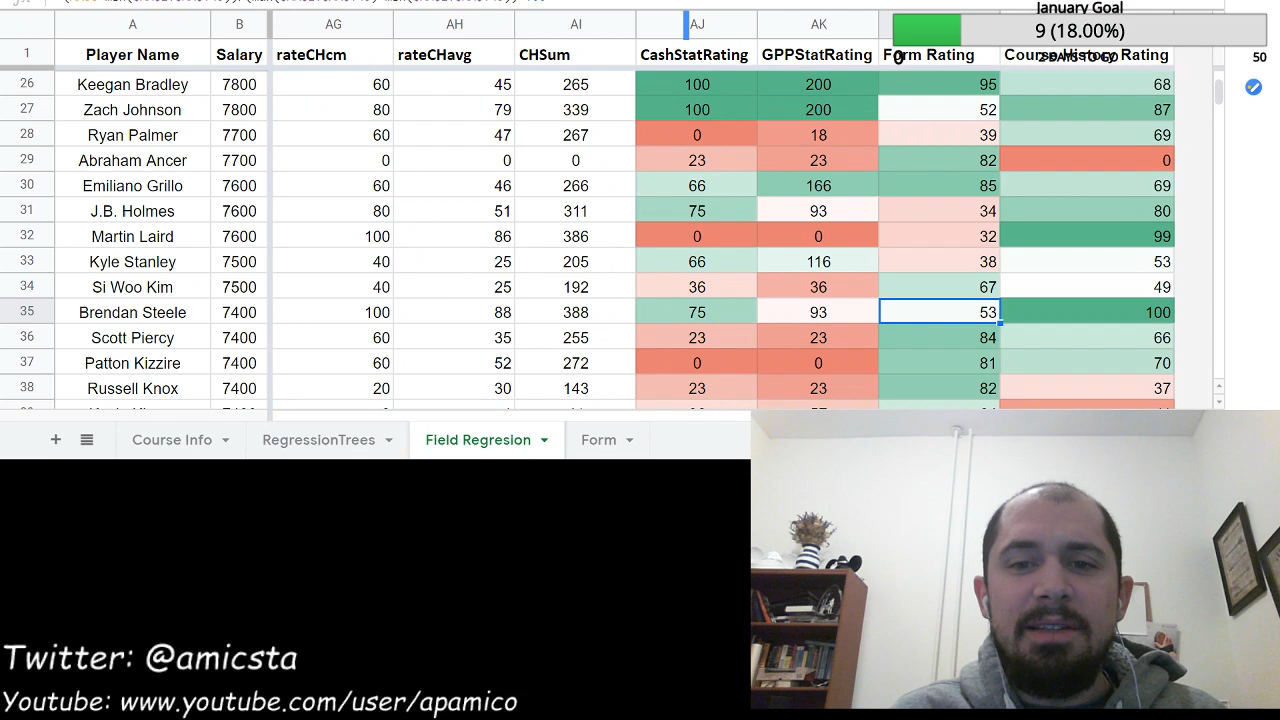 January Goal
9 (18.00%)
0 2 DAYS TO GO 50
A B AG AH AI AJ AK
1 Player Name Salary rateCHcm rateCHavg CHSum CashStatRating GPPStatRating Form Rating Course History Rating
26 Keegan Bradley 7800 60 45 265 100 200 95 68
27 Zach Johnson 7800 80 79 339 100 200 52 87
28 Ryan Palmer 7700 60 47 267 0 18 39 69
29 Abraham Ancer 7700 0 0 0 23 23 82 0
30 Emiliano Grillo 7600 60 46 266 66 166 85 69
31 J.B. Holmes 7600 80 51 311 75 93 34 80
32 Martin Laird 7600 100 86 386 0 0 32 99
33 Kyle Stanley 7500 40 25 205 66 116 38 53
34 Si Woo Kim 7500 40 25 192 36 36 67 49
35 Brendan Steele 7400 100 88 388 75 93 53 100
36 Scott Piercy 7400 60 35 255 23 23 84 66
37 Patton Kizzire 7400 60 52 272 0 0 81 70
38 Russell Knox 7400 20 30 143 23 23 82 37
+ Course Info RegressionTrees Field Regresion Form
Twitter: @amicsta
Youtube: www.youtube.com/user/apamico